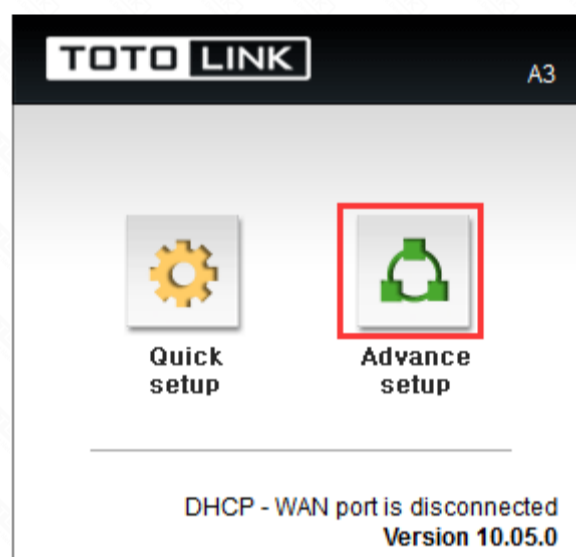 TOTO LINK
A3
Quick
setup
Advance
setup
DHCP - WAN port is disconnected
Version 10.05.0